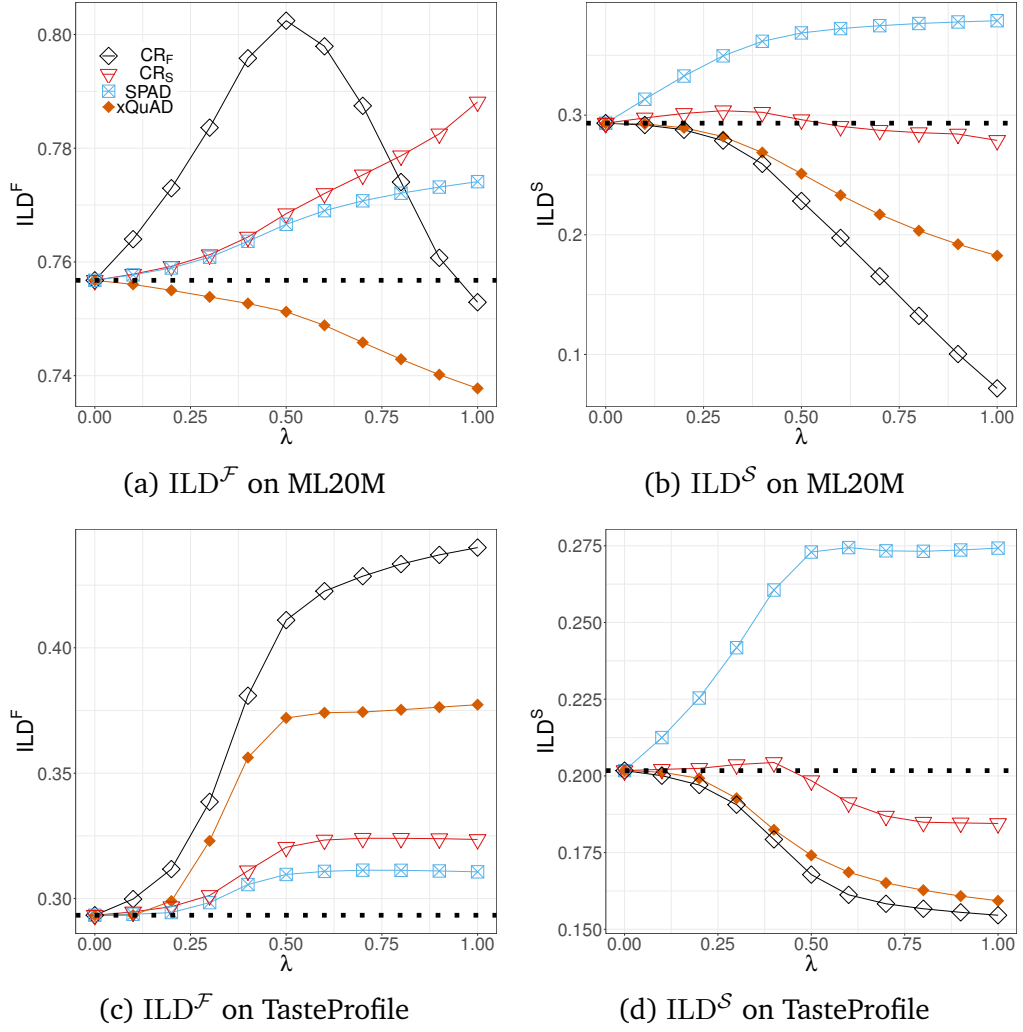 0.80
0.78
0.76
0.74
ILD^F
CR_F
CR_S
SPAD
xQuAD
0.00 0.25 0.50 0.75 1.00
λ
(a) ILD^ℱ on ML20M
0.3
0.2
0.1
ILD^S
0.00 0.25 0.50 0.75 1.00
λ
(b) ILD^𝒮 on ML20M
0.40
0.35
0.30
ILD^F
0.00 0.25 0.50 0.75 1.00
λ
(c) ILD^ℱ on TasteProfile
0.275
0.250
0.225
0.200
0.175
0.150
ILD^S
0.00 0.25 0.50 0.75 1.00
λ
(d) ILD^𝒮 on TasteProfile